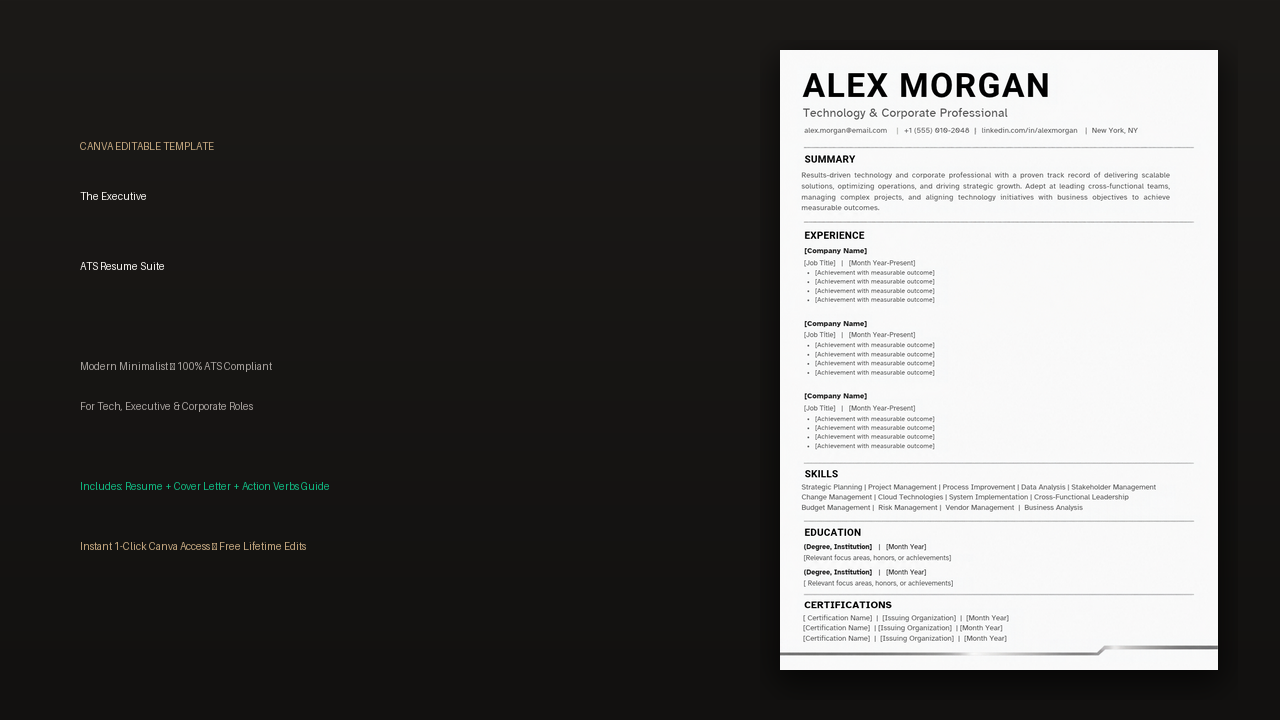 CANVA EDITABLE TEMPLATE
The Executive
ATS Resume Suite
Modern Minimalist ▯ 100% ATS Compliant
For Tech, Executive & Corporate Roles
Includes: Resume + Cover Letter + Action Verbs Guide
Instant 1-Click Canva Access ▯ Free Lifetime Edits
ALEX MORGAN
Technology & Corporate Professional
alex.morgan@email.com | +1 (555) 010-2048 | linkedin.com/in/alexmorgan | New York, NY
SUMMARY
Results-driven technology and corporate professional with a proven track record of delivering scalable
solutions, optimizing operations, and driving strategic growth. Adept at leading cross-functional teams,
managing complex projects, and aligning technology initiatives with business objectives to achieve
measurable outcomes.
EXPERIENCE
[Company Name]
[Job Title] | [Month Year-Present]
• [Achievement with measurable outcome]
• [Achievement with measurable outcome]
• [Achievement with measurable outcome]
• [Achievement with measurable outcome]
[Company Name]
[Job Title] | [Month Year-Present]
• [Achievement with measurable outcome]
• [Achievement with measurable outcome]
• [Achievement with measurable outcome]
• [Achievement with measurable outcome]
[Company Name]
[Job Title] | [Month Year-Present]
• [Achievement with measurable outcome]
• [Achievement with measurable outcome]
• [Achievement with measurable outcome]
• [Achievement with measurable outcome]
SKILLS
Strategic Planning | Project Management | Process Improvement | Data Analysis | Stakeholder Management
Change Management | Cloud Technologies | System Implementation | Cross-Functional Leadership
Budget Management | Risk Management | Vendor Management | Business Analysis
EDUCATION
(Degree, Institution] | [Month Year]
[Relevant focus areas, honors, or achievements]
(Degree, Institution] | [Month Year]
[ Relevant focus areas, honors, or achievements]
CERTIFICATIONS
[ Certification Name] | [Issuing Organization] | [Month Year]
[Certification Name] | [Issuing Organization] | [Month Year]
[Certification Name] | [Issuing Organization] | [Month Year]